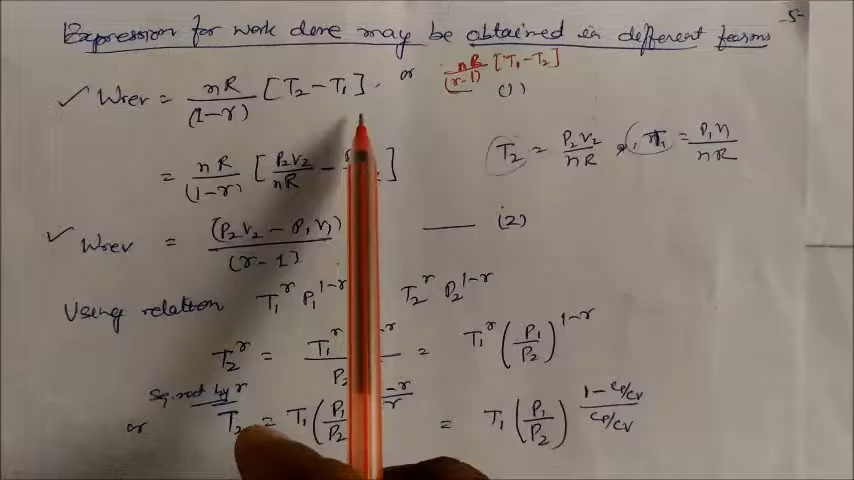 -5-
Expression for work done may be obtained in different forms
✓ Wrev = nR/(1-r) [T2 - T1]. or nR/(r-1) [T1 - T2] (1)
= nR/(1-r) [P2V2/nR - ] T2 = P2V2/nR , T1 = P1V1/nR
✓ Wrev = (P2V2 - P1V1)/(r-1) —— (2)
Using relation T1^r P1^1-r T2^r P2^1-r
T2^r = T1^r / P2 = T1^r (P1/P2)^1-r
Sq. root by r
or T2 = T1 (P1/P2)^-r/r = T1 (P1/P2)^(1 - Cp/Cv)/(Cp/Cv)